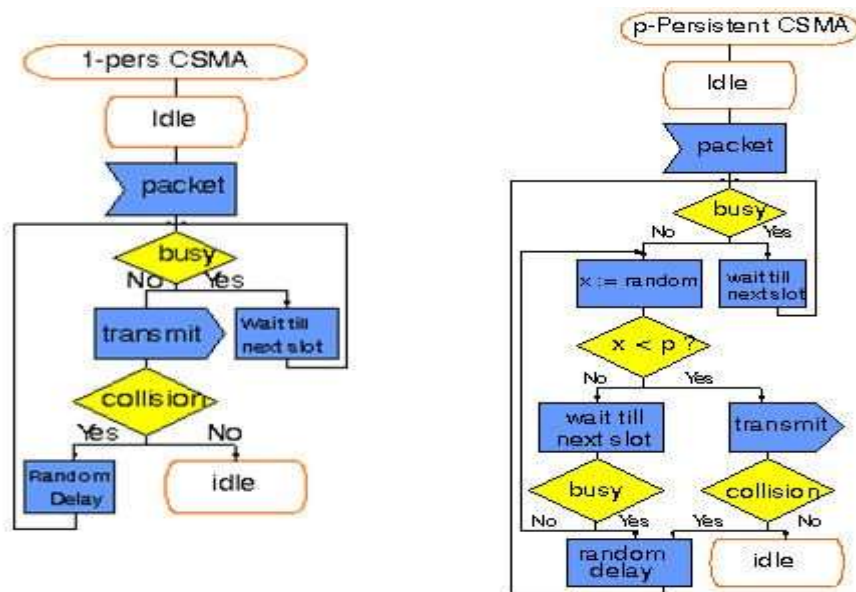 1-pers CSMA
Idle
packet
busy
No Yes
transmit
Wait till
next slot
collision
Yes No
Random
Delay
idle
p-Persistent CSMA
Idle
packet
busy
No Yes
x := random
wait till
next slot
x < p ?
No Yes
wait till
next slot
transmit
busy
collision
No Yes Yes No
random
delay
idle